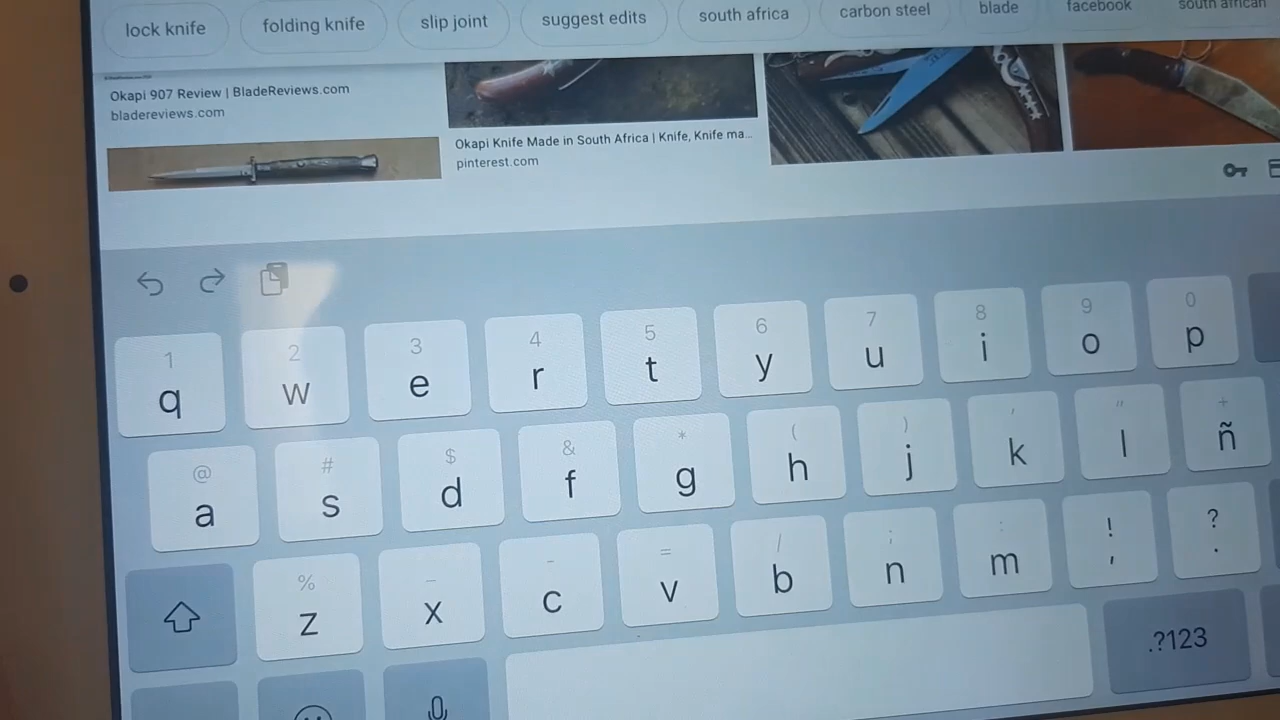 lock knife folding knife slip joint suggest edits south africa carbon steel blade facebook south african
Okapi 907 Review | BladeReviews.com
bladereviews.com
Okapi Knife Made in South Africa | Knife, Knife ma...
pinterest.com
1 2 3 4 5 6 7 8 9 0
q w e r t y u i o p
@ # $ & * ( ) ' " +
a s d f g h j k l ñ
% _ - = / ; : ! ?
z x c v b n m , .
.?123